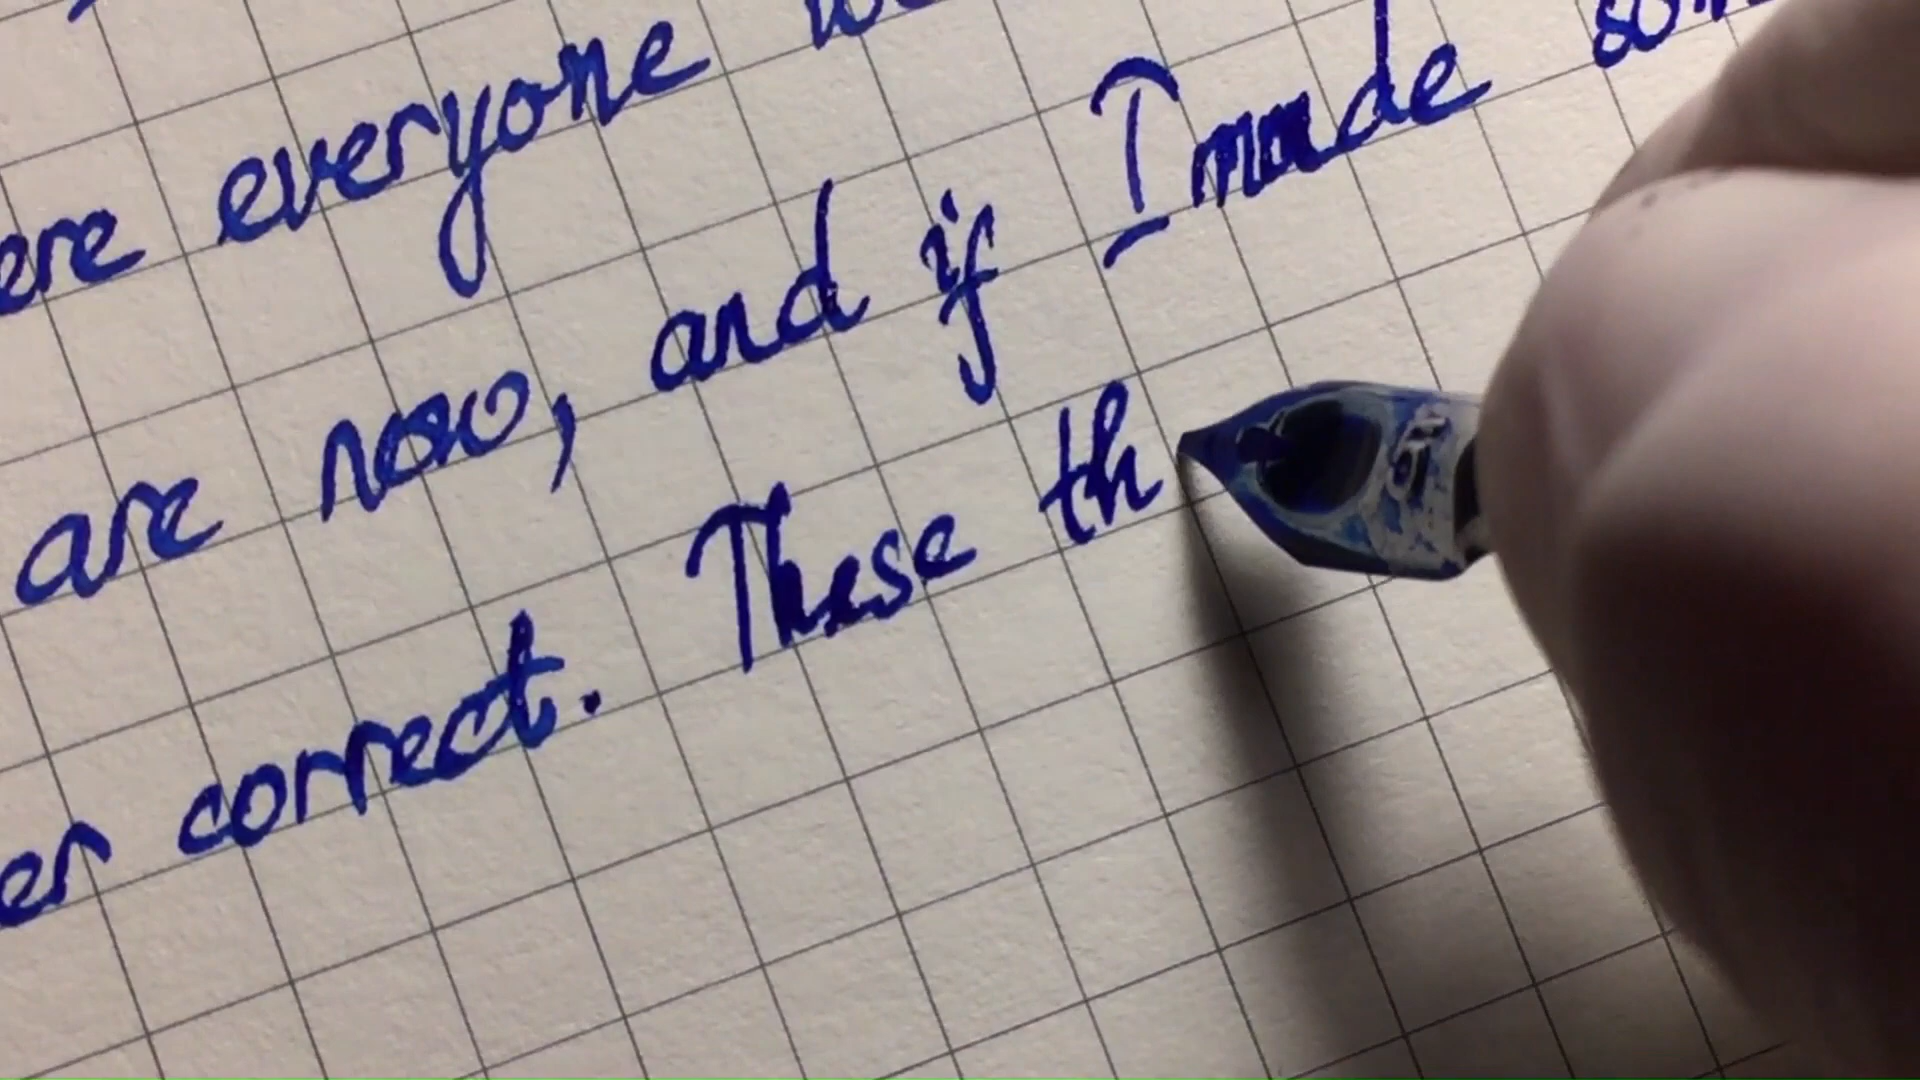 ere everyone
are now, and if I made
er correct. These th